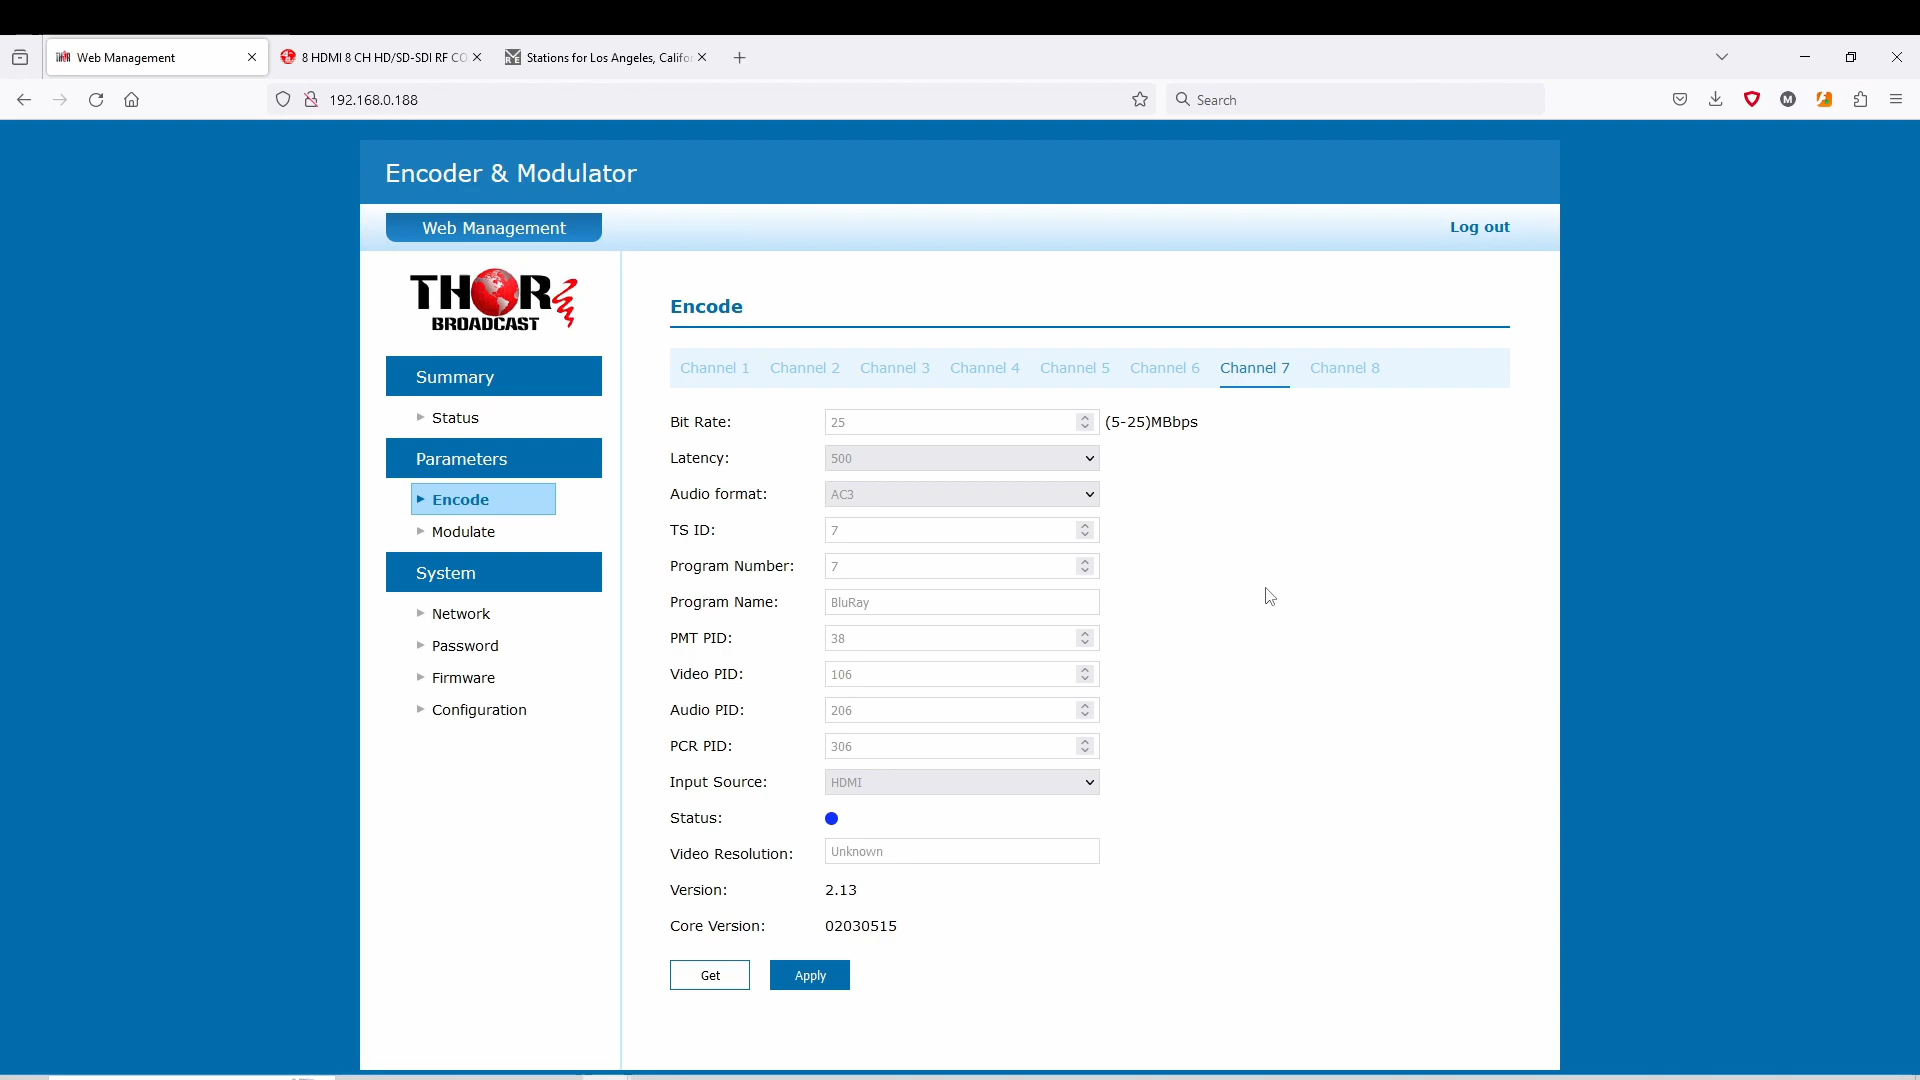 Web Management
8 HDMI 8 CH HD/SD-SDI RF CO
Stations for Los Angeles, Califor
192.168.0.188
Search
Encoder & Modulator
Web Management
Log out
THOR
BROADCAST
Summary
Status
Parameters
Encode
Modulate
System
Network
Password
Firmware
Configuration
Encode
Channel 1 Channel 2 Channel 3 Channel 4 Channel 5 Channel 6 Channel 7 Channel 8
Bit Rate: 25 (5-25)MBbps
Latency: 500
Audio format: AC3
TS ID: 7
Program Number: 7
Program Name: BluRay
PMT PID: 38
Video PID: 106
Audio PID: 206
PCR PID: 306
Input Source: HDMI
Status:
Video Resolution: Unknown
Version: 2.13
Core Version: 02030515
Get Apply